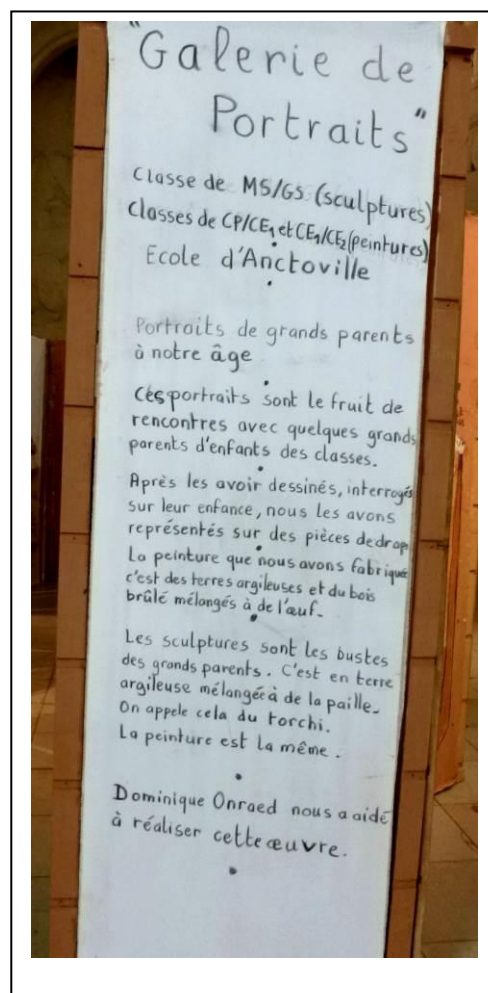 "Galerie de
Portraits"
Classe de MS/GS (sculptures)
Classes de CP/CE1 et CE1/CE2 (peintures)
Ecole d'Anctoville
Portraits de grands parents
à notre âge
Ces portraits sont le fruit de
rencontres avec quelques grands
parents d'enfants des classes.
Après les avoir dessinés, interrogés
sur leur enfance, nous les avons
représentés sur des pièces de drap.
La peinture que nous avons fabriquée
c'est des terres argileuses et du bois
brûlé mélangés à de l'œuf.
Les sculptures sont les bustes
des grands parents. C'est en terre
argileuse mélangée à de la paille.
On appele cela du torchi.
La peinture est la même.
Dominique Onraed nous a aidé
à réaliser cette œuvre.